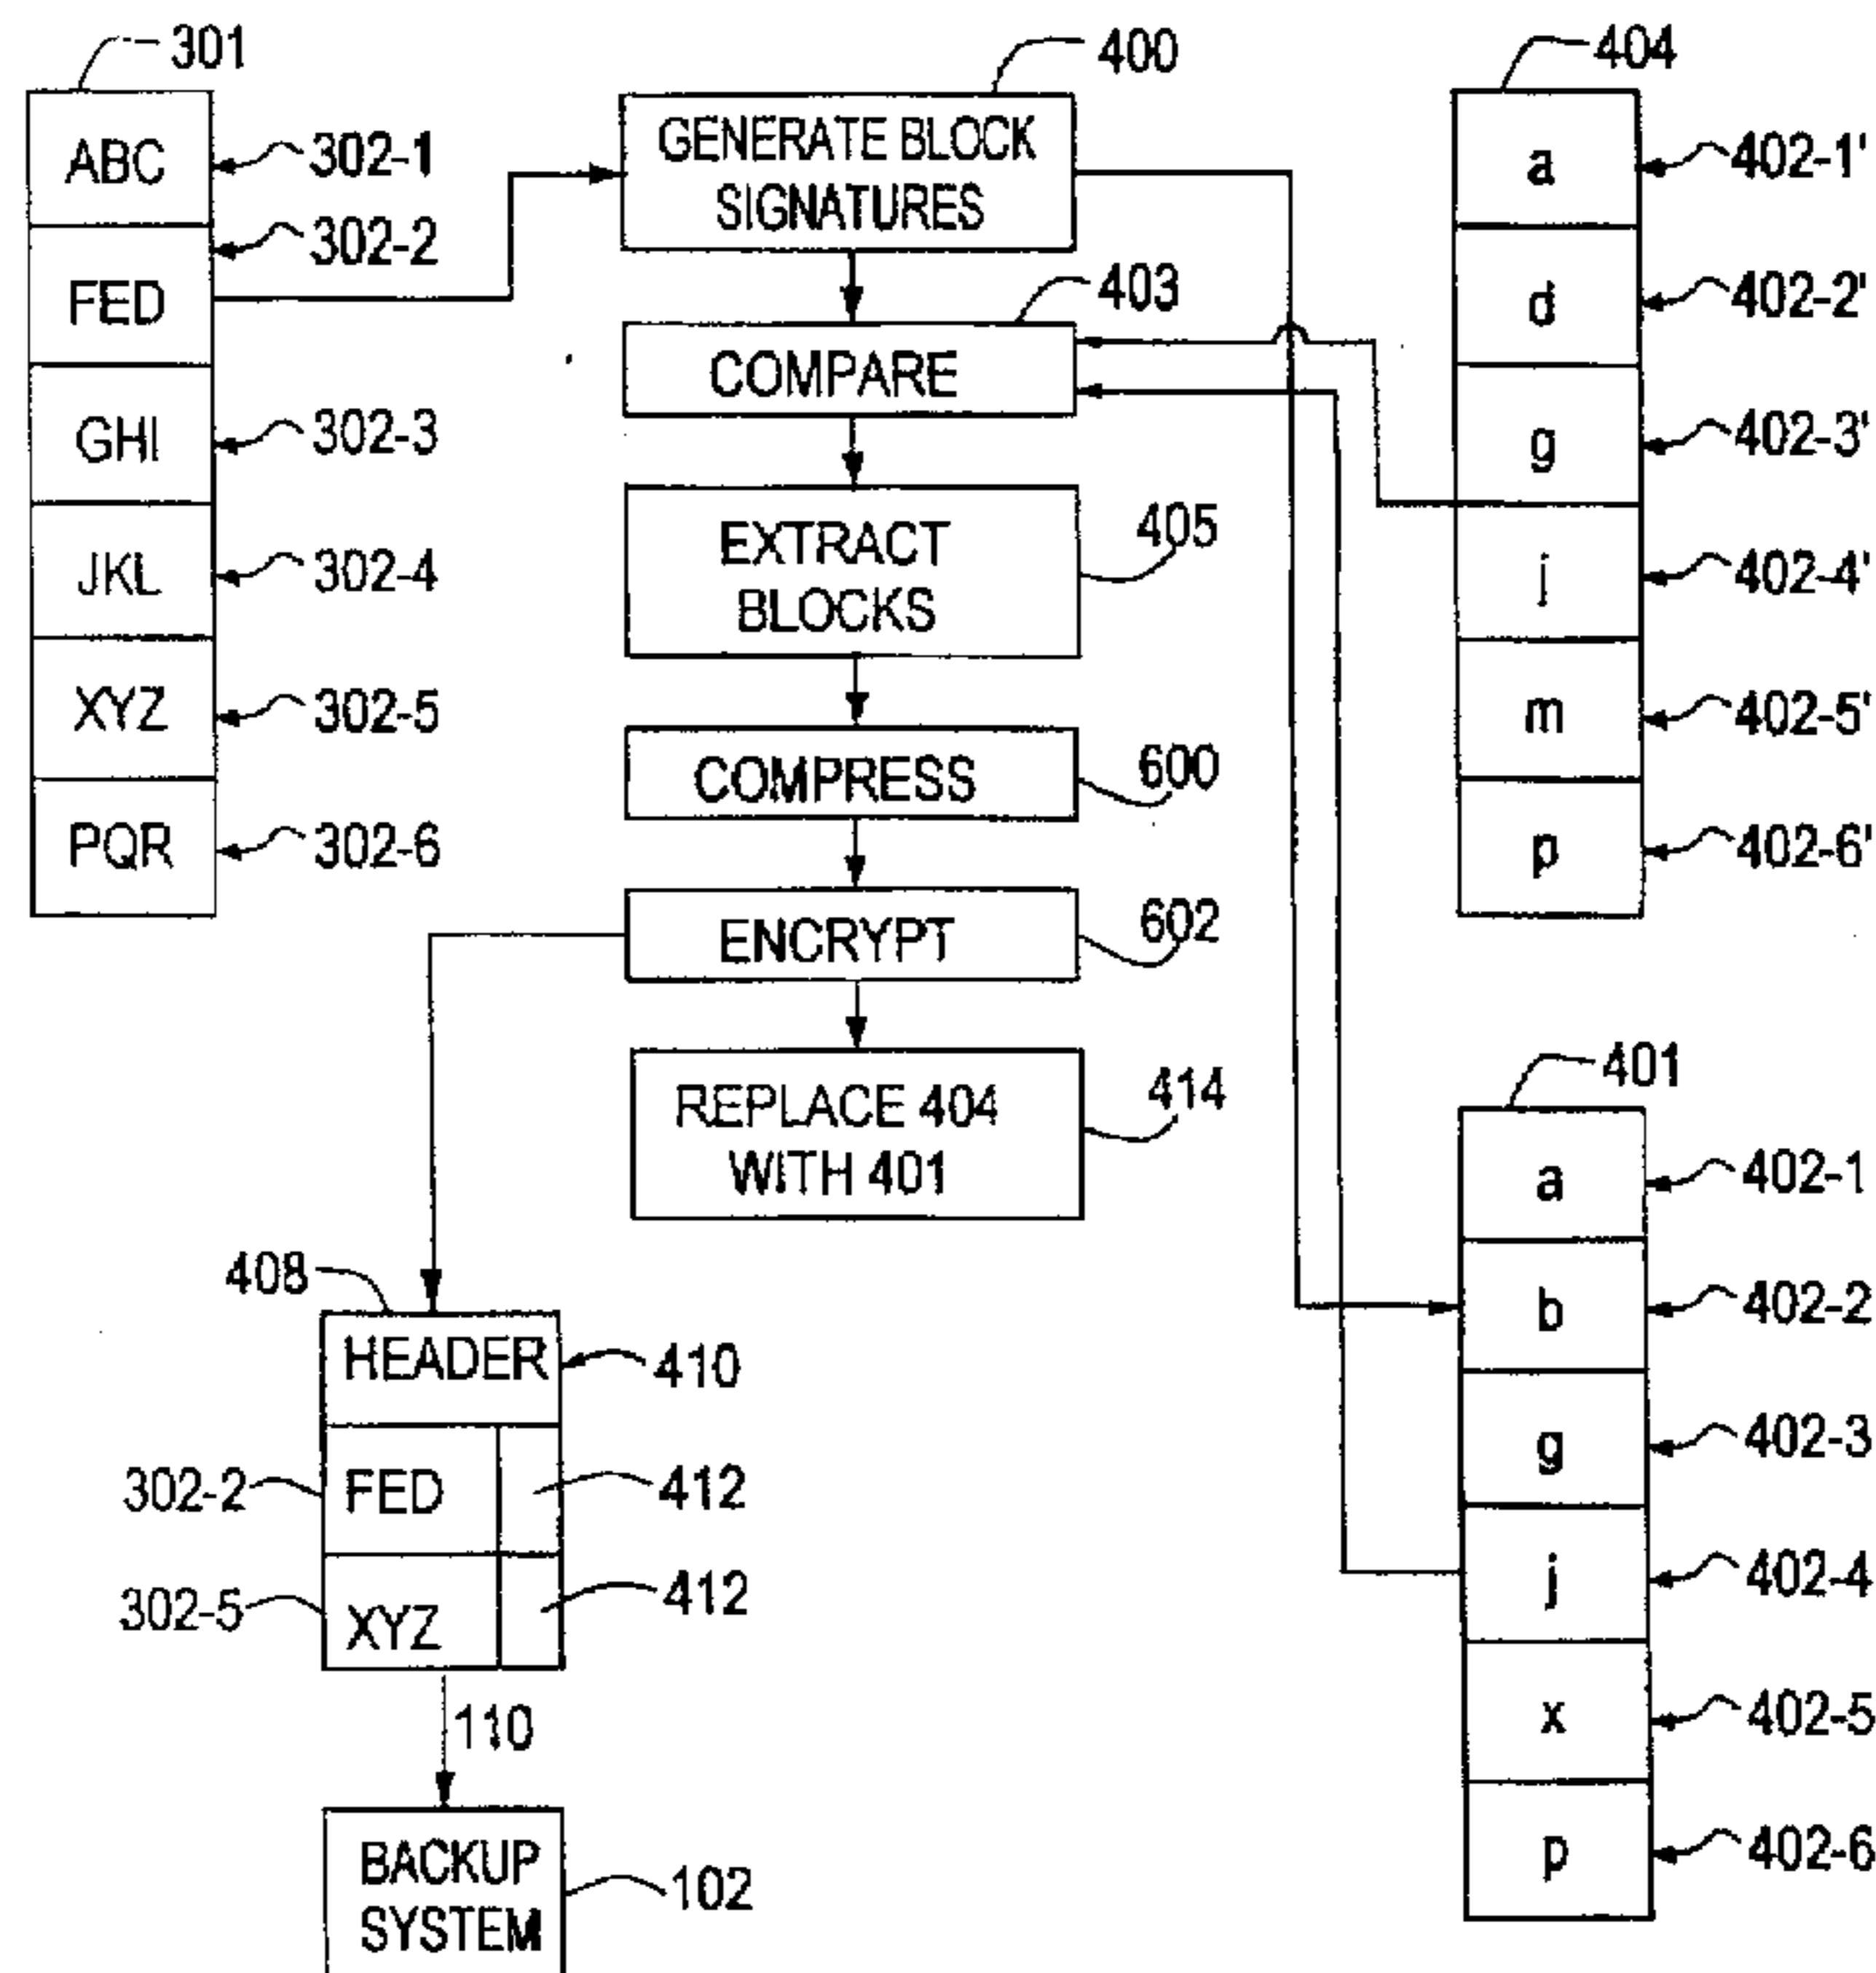 301
ABC
302-1
302-2
FED
GHI
302-3
JKL
302-4
XYZ
302-5
PQR
302-6
400
GENERATE BLOCK
SIGNATURES
403
COMPARE
EXTRACT
BLOCKS
405
COMPRESS
600
ENCRYPT
602
REPLACE 404
WITH 401
414
404
a
402-1'
d
402-2'
g
402-3'
j
402-4'
m
402-5'
p
402-6'
401
a
402-1
b
402-2
g
402-3
j
402-4
x
402-5
p
402-6
408
HEADER
410
302-2
FED
412
302-5
XYZ
412
110
BACKUP
SYSTEM
102